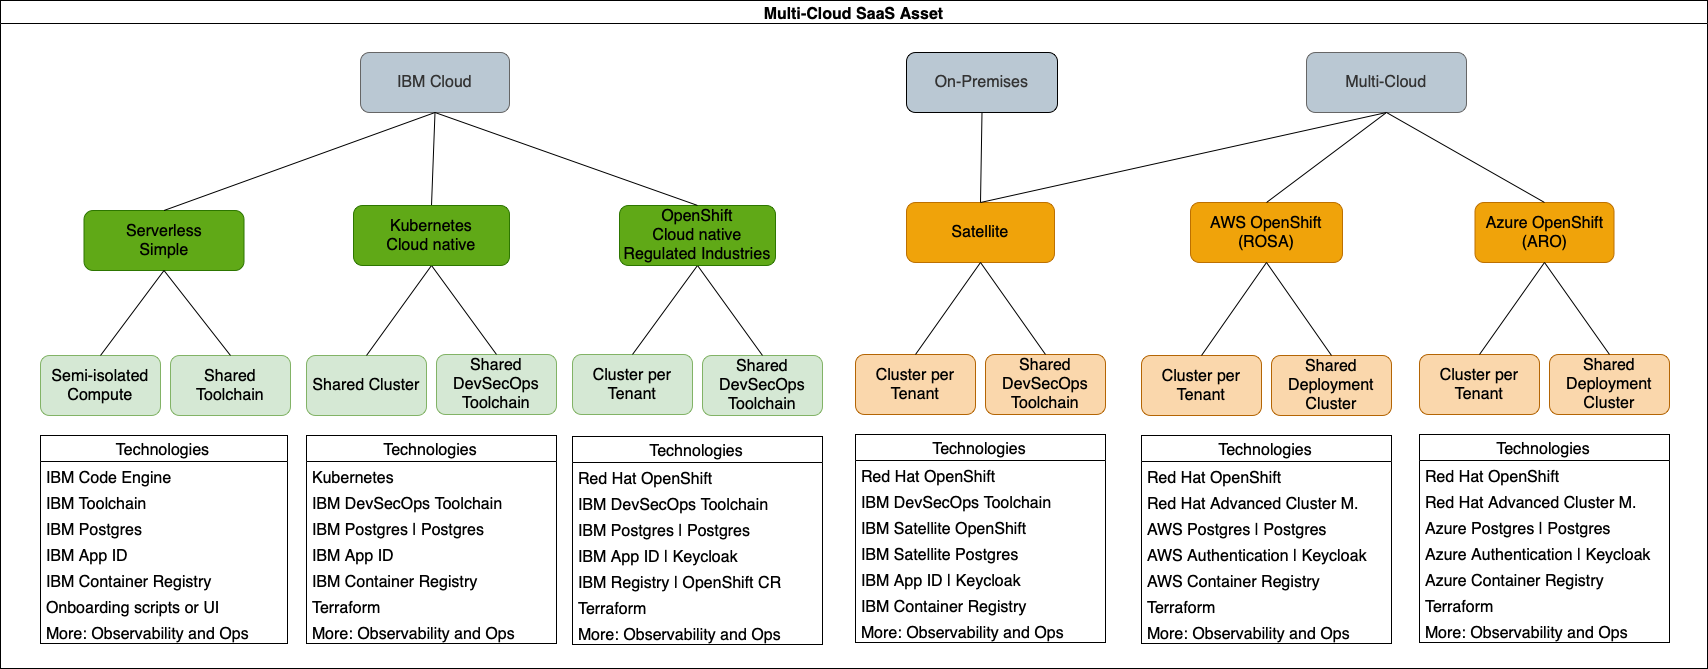 Multi-Cloud SaaS Asset
IBM Cloud
On-Premises
Multi-Cloud
Serverless
Simple
Kubernetes
Cloud native
OpenShift
Cloud native
Regulated Industries
Satellite
AWS OpenShift
(ROSA)
Azure OpenShift
(ARO)
Semi-isolated
Compute
Shared
Toolchain
Shared Cluster
Shared
DevSecOps
Toolchain
Cluster per
Tenant
Shared
DevSecOps
Toolchain
Cluster per
Tenant
Shared
DevSecOps
Toolchain
Cluster per
Tenant
Shared
Deployment
Cluster
Cluster per
Tenant
Shared
Deployment
Cluster
Technologies
IBM Code Engine
IBM Toolchain
IBM Postgres
IBM App ID
IBM Container Registry
Onboarding scripts or UI
More: Observability and Ops
Technologies
Kubernetes
IBM DevSecOps Toolchain
IBM Postgres | Postgres
IBM App ID
IBM Container Registry
Terraform
More: Observability and Ops
Technologies
Red Hat OpenShift
IBM DevSecOps Toolchain
IBM Postgres | Postgres
IBM App ID | Keycloak
IBM Registry | OpenShift CR
Terraform
More: Observability and Ops
Technologies
Red Hat OpenShift
IBM DevSecOps Toolchain
IBM Satellite OpenShift
IBM Satellite Postgres
IBM App ID | Keycloak
IBM Container Registry
More: Observability and Ops
Technologies
Red Hat OpenShift
Red Hat Advanced Cluster M.
AWS Postgres | Postgres
AWS Authentication | Keycloak
AWS Container Registry
Terraform
More: Observability and Ops
Technologies
Red Hat OpenShift
Red Hat Advanced Cluster M.
Azure Postgres | Postgres
Azure Authentication | Keycloak
Azure Container Registry
Terraform
More: Observability and Ops